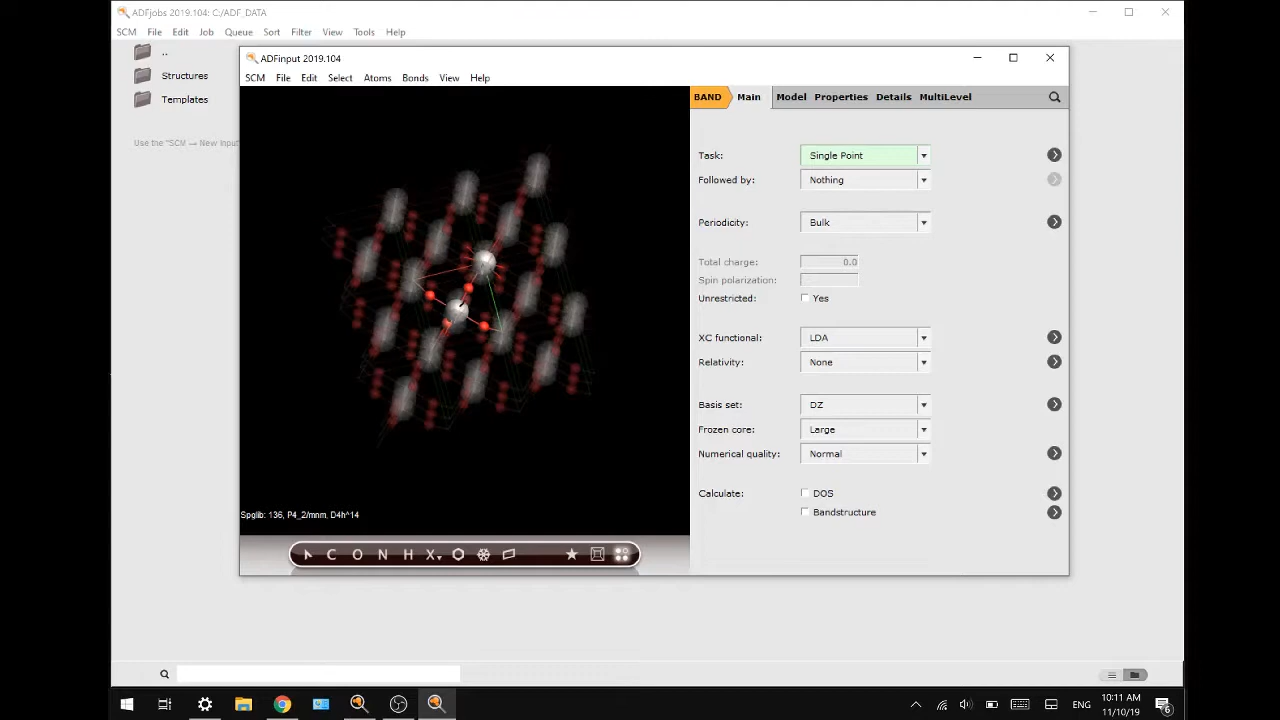 ADFjobs 2019.104: C:/ADF_DATA
SCM File Edit Job Queue Sort Filter View Tools Help
..
Structures
Templates
Use the "SCM → New Input"
ADFinput 2019.104
SCM File Edit Select Atoms Bonds View Help
BAND Main Model Properties Details MultiLevel
Task: Single Point
Followed by: Nothing
Periodicity: Bulk
Total charge: 0.0
Spin polarization:
Unrestricted: Yes
XC functional: LDA
Relativity: None
Basis set: DZ
Frozen core: Large
Numerical quality: Normal
Calculate: DOS
Bandstructure
Spglib: 136, P4_2/mnm, D4h^14
C O N H X
ENG
10:11 AM
11/10/19
6